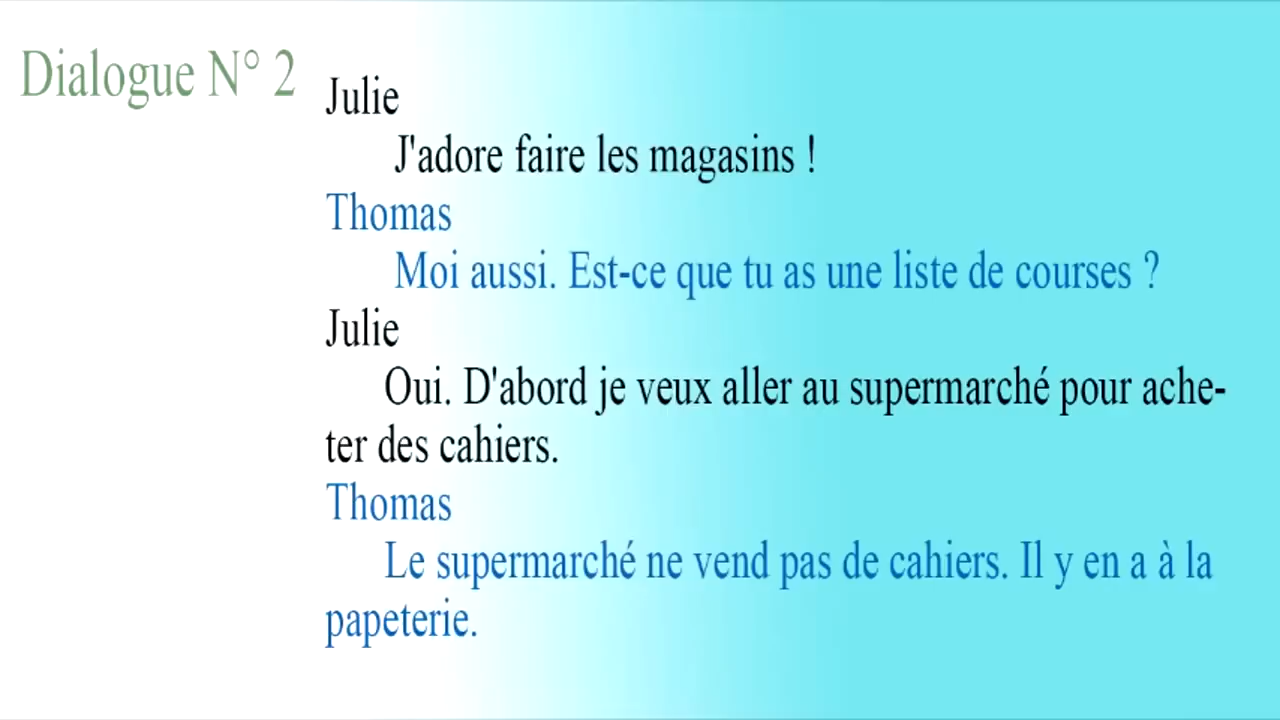 Dialogue N° 2
Julie
J'adore faire les magasins !
Thomas
Moi aussi. Est-ce que tu as une liste de courses ?
Julie
Oui. D'abord je veux aller au supermarché pour ache-
ter des cahiers.
Thomas
Le supermarché ne vend pas de cahiers. Il y en a à la
papeterie.